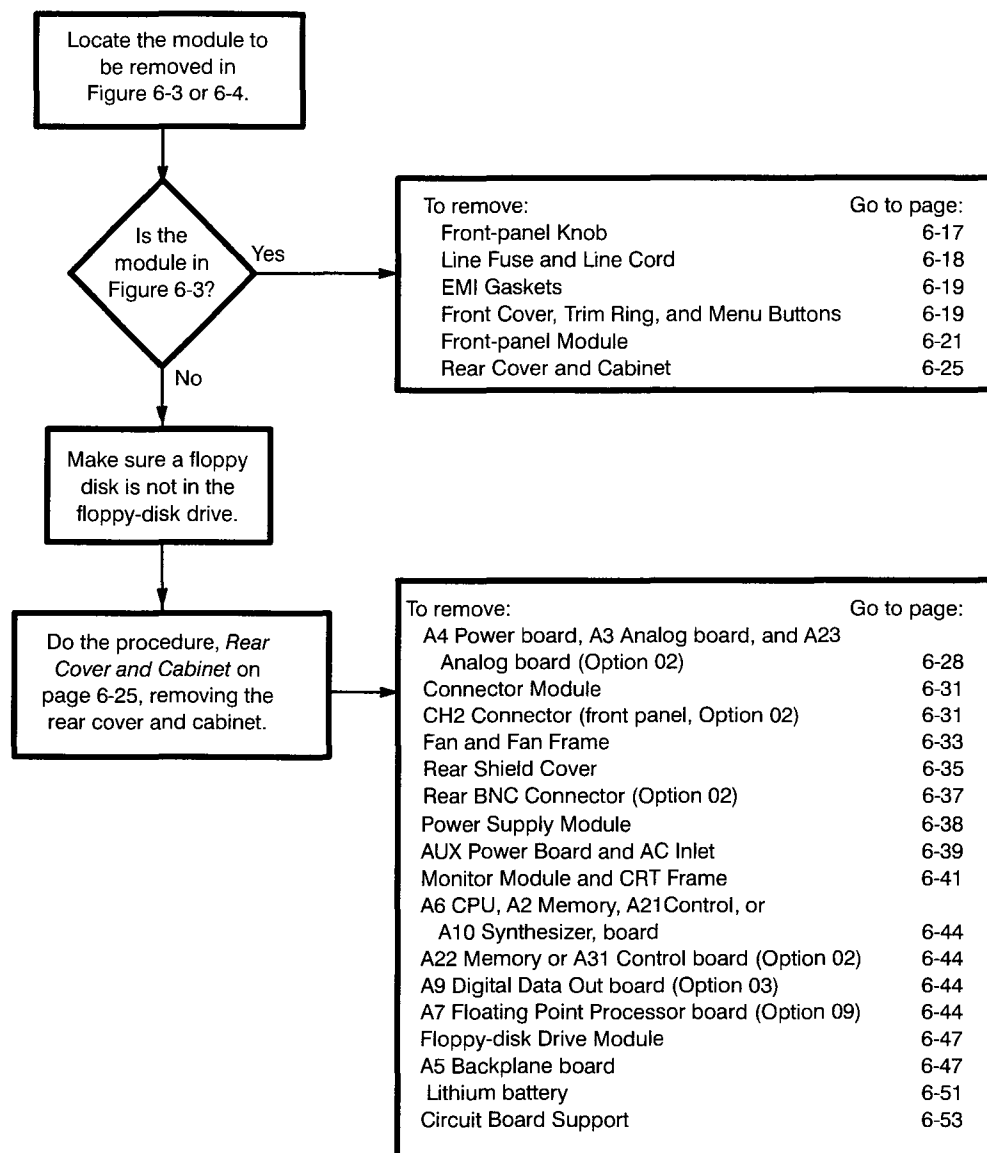 Locate the module to
be removed in
Figure 6-3 or 6-4.
Is the
module in
Figure 6-3?
Yes
To remove: Go to page:
Front-panel Knob 6-17
Line Fuse and Line Cord 6-18
EMI Gaskets 6-19
Front Cover, Trim Ring, and Menu Buttons 6-19
Front-panel Module 6-21
Rear Cover and Cabinet 6-25
No
Make sure a floppy
disk is not in the
floppy-disk drive.
Do the procedure, Rear
Cover and Cabinet on
page 6-25, removing the
rear cover and cabinet.
To remove: Go to page:
A4 Power board, A3 Analog board, and A23
Analog board (Option 02) 6-28
Connector Module 6-31
CH2 Connector (front panel, Option 02) 6-31
Fan and Fan Frame 6-33
Rear Shield Cover 6-35
Rear BNC Connector (Option 02) 6-37
Power Supply Module 6-38
AUX Power Board and AC Inlet 6-39
Monitor Module and CRT Frame 6-41
A6 CPU, A2 Memory, A21Control, or
A10 Synthesizer, board 6-44
A22 Memory or A31 Control board (Option 02) 6-44
A9 Digital Data Out board (Option 03) 6-44
A7 Floating Point Processor board (Option 09) 6-44
Floppy-disk Drive Module 6-47
A5 Backplane board 6-47
Lithium battery 6-51
Circuit Board Support 6-53